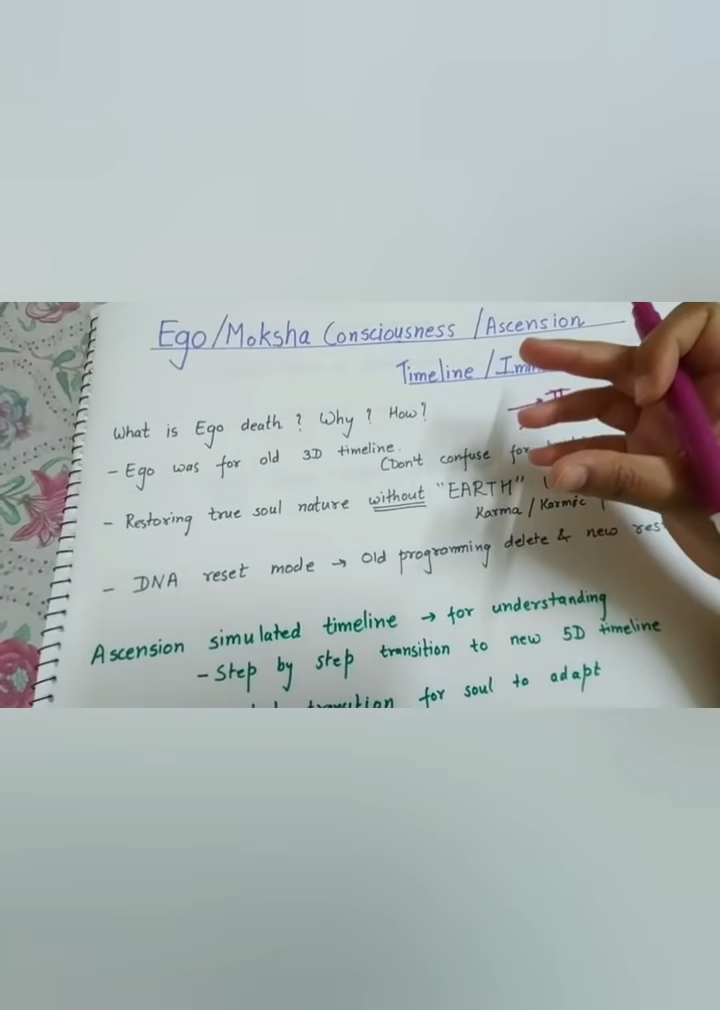 Ego/Moksha Consciousness /Ascension
Timeline /
What is Ego death ? Why ? How?
- Ego was for old 3D timeline.
(Don't confuse for
- Restoring true soul nature without "EARTH"
Karma / Karmic
- DNA reset mode → Old programming delete & new
Ascension simulated timeline → for understanding
- Step by step transition to new 5D timeline
transition for soul to adapt